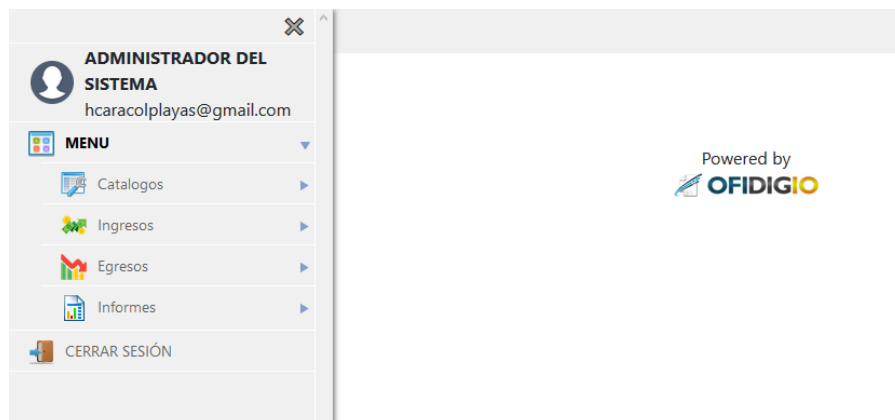 ADMINISTRADOR DEL
SISTEMA
hcaracolplayas@gmail.com
MENU
Catalogos
Ingresos
Egresos
Informes
CERRAR SESIÓN
Powered by
OFIDIGIO